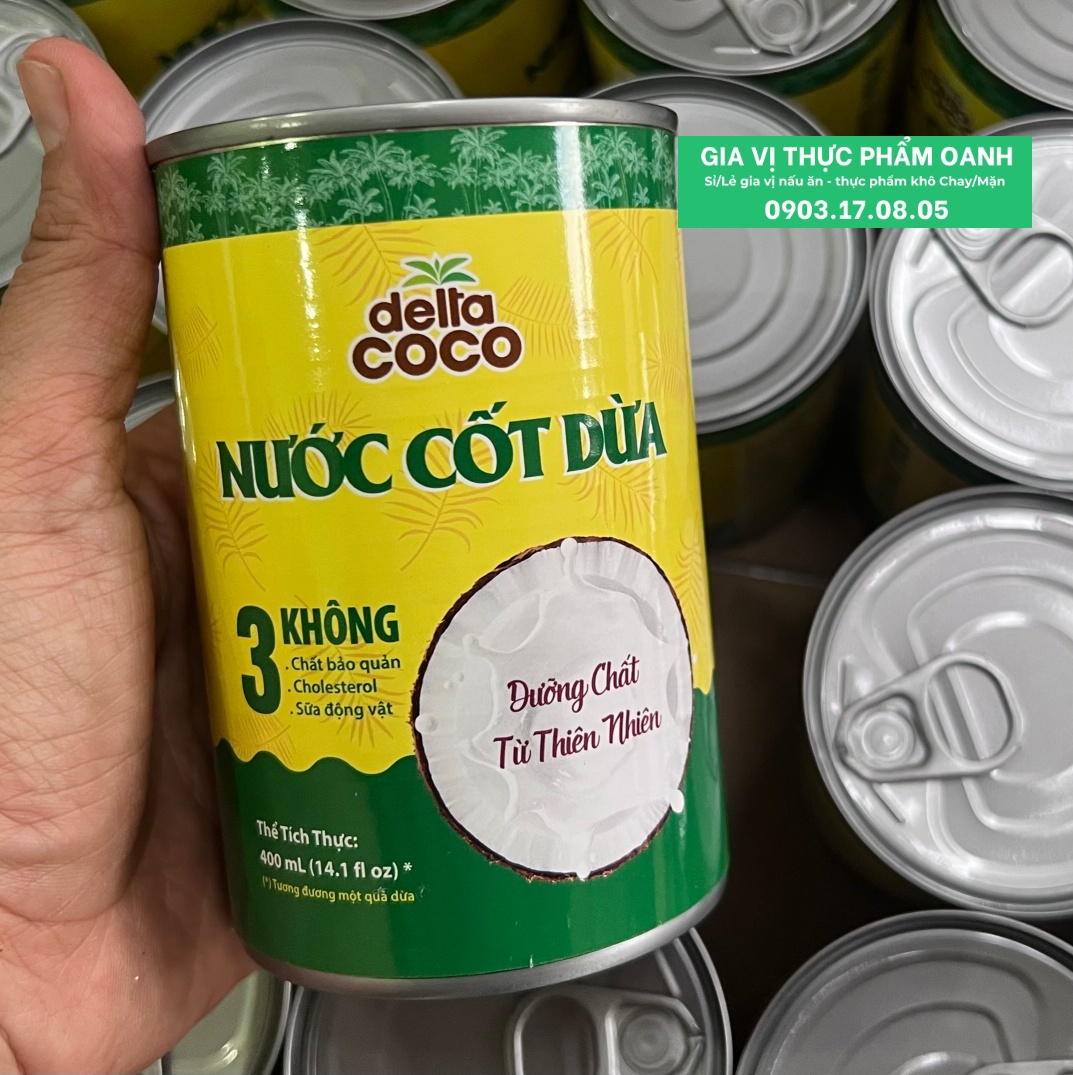 GIA VỊ THỰC PHẨM OANH
Sỉ/Lẻ gia vị nấu ăn - thực phẩm khô Chay/Mặn
0903.17.08.05
delta
coco
NƯỚC CỐT DỪA
3 KHÔNG
. Chất bảo quản
. Cholesterol
. Sữa động vật
Dưỡng Chất
Từ Thiên Nhiên
Thể Tích Thực:
400 mL (14.1 fl oz) *
(*) Tương đương một quả dừa